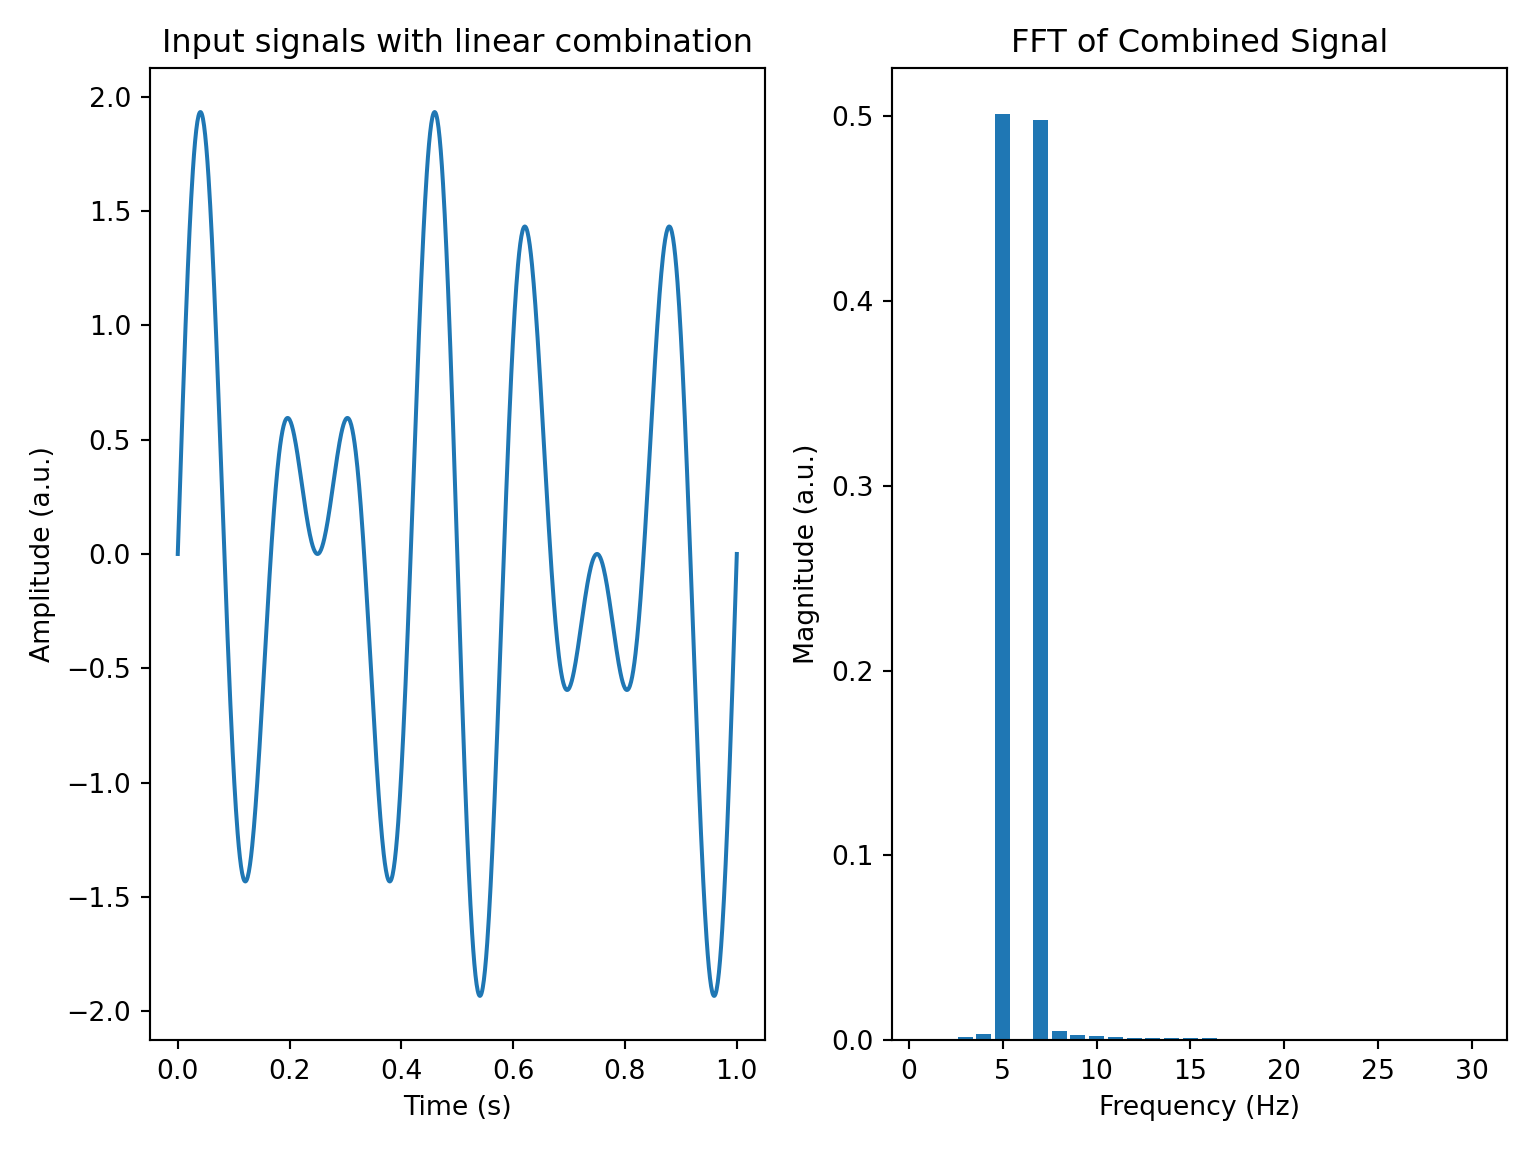 Input signals with linear combination
2.0
1.5
1.0
0.5
0.0
−0.5
−1.0
−1.5
−2.0
Amplitude (a.u.)
0.0 0.2 0.4 0.6 0.8 1.0
Time (s)
FFT of Combined Signal
0.5
0.4
0.3
0.2
0.1
0.0
Magnitude (a.u.)
0 5 10 15 20 25 30
Frequency (Hz)